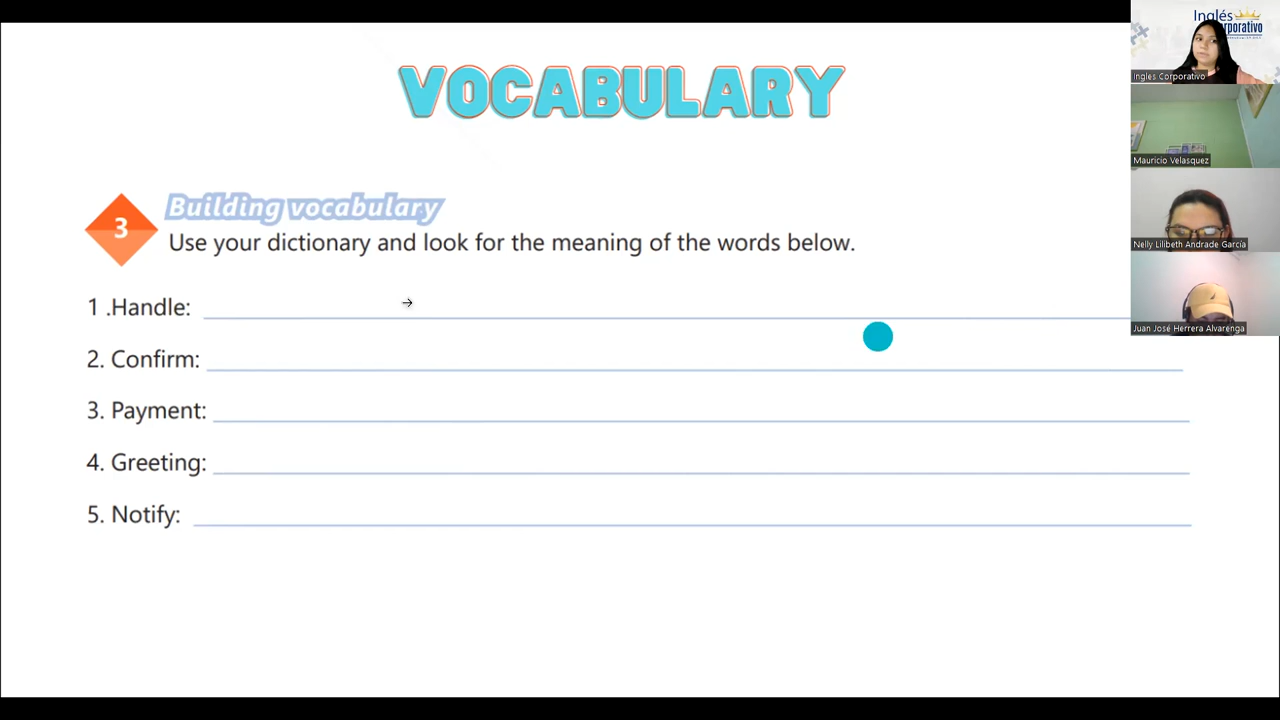 VOCABULARY
3
Building vocabulary
Use your dictionary and look for the meaning of the words below.
1 .Handle:
2. Confirm:
3. Payment:
4. Greeting:
5. Notify:
Inglés
Ingles Corporativo
Mauricio Velasquez
Nelly Lilibeth Andrade García
Juan José Herrera Alvarenga